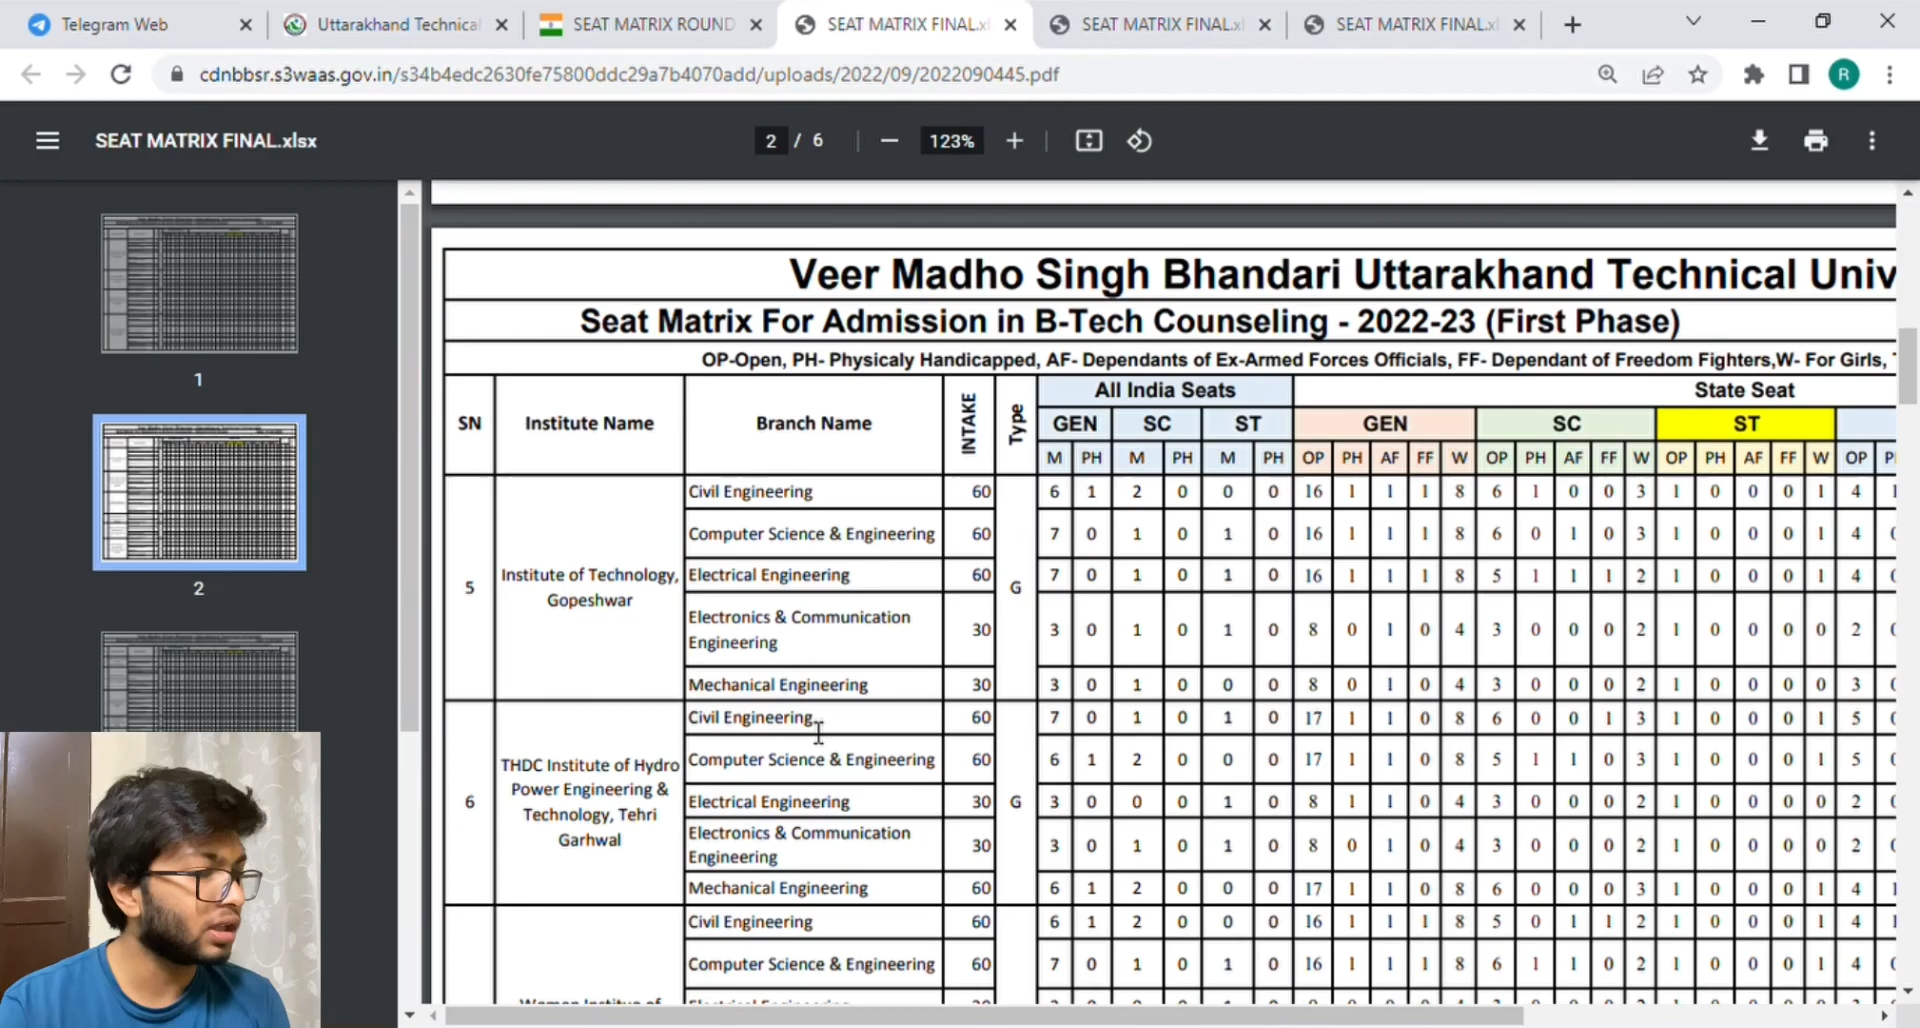 Telegram Web
Uttarakhand Technical
SEAT MATRIX ROUND
SEAT MATRIX FINAL.xl
SEAT MATRIX FINAL.xl
SEAT MATRIX FINAL.xl
cdnbbsr.s3waas.gov.in/s34b4edc2630fe75800ddc29a7b4070add/uploads/2022/09/2022090445.pdf
R
SEAT MATRIX FINAL.xlsx
2 / 6
123%
1
2
Veer Madho Singh Bhandari Uttarakhand Technical Univ
Seat Matrix For Admission in B-Tech Counseling - 2022-23 (First Phase)
OP-Open, PH- Physicaly Handicapped, AF- Dependants of Ex-Armed Forces Officials, FF- Dependant of Freedom Fighters,W- For Girls,
SN Institute Name Branch Name INTAKE Type All India Seats State Seat
GEN SC ST GEN SC ST
M PH M PH M PH OP PH AF FF W OP PH AF FF W OP PH AF FF W OP
5 Institute of Technology, Gopeshwar G
Civil Engineering 60 6 1 2 0 0 0 16 1 1 1 8 6 1 0 0 3 1 0 0 0 1 4 1
Computer Science & Engineering 60 7 0 1 0 1 0 16 1 1 1 8 6 0 1 0 3 1 0 0 0 1 4
Electrical Engineering 60 7 0 1 0 1 0 16 1 1 1 8 5 1 1 1 2 1 0 0 0 1 4
Electronics & Communication
Engineering 30 3 0 1 0 1 0 8 0 1 0 4 3 0 0 0 2 1 0 0 0 0 2
Mechanical Engineering 30 3 0 1 0 0 0 8 0 1 0 4 3 0 0 0 2 1 0 0 0 0 3
6 THDC Institute of Hydro Power Engineering & Technology, Tehri Garhwal G
Civil Engineering 60 7 0 1 0 1 0 17 1 1 0 8 6 0 0 1 3 1 0 0 0 1 5
Computer Science & Engineering 60 6 1 2 0 0 0 17 1 1 0 8 5 1 1 0 3 1 0 0 0 1 5
Electrical Engineering 30 3 0 0 0 1 0 8 1 1 0 4 3 0 0 0 2 1 0 0 0 0 2
Electronics & Communication
Engineering 30 3 0 1 0 1 0 8 0 1 0 4 3 0 0 0 2 1 0 0 0 0 2
Mechanical Engineering 60 6 1 2 0 0 0 17 1 1 0 8 6 0 0 0 3 1 0 0 0 1 4 1
Civil Engineering 60 6 1 2 0 0 0 16 1 1 1 8 5 0 1 1 2 1 0 0 0 1 4 1
Computer Science & Engineering 60 7 0 1 0 1 0 16 1 1 1 8 6 1 1 0 2 1 0 0 0 1 4